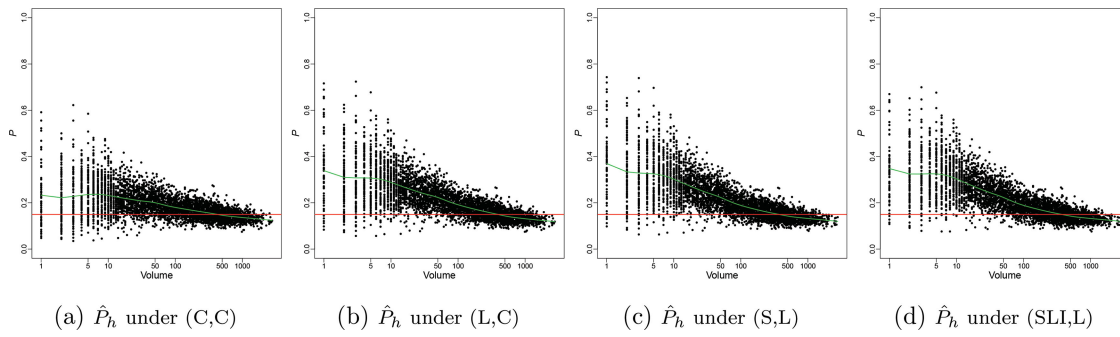 1.0 1.0 1.0 1.0
0.8 0.8 0.8 0.8
0.6 0.6 0.6 0.6
P P P P
0.4 0.4 0.4 0.4
0.2 0.2 0.2 0.2
0.0 0.0 0.0 0.0
1 5 10 50 100 500 1000 1 5 10 50 100 500 1000 1 5 10 50 100 500 1000 1 5 10 50 100 500 1000
Volume Volume Volume Volume
(a) P̂_h under (C,C) (b) P̂_h under (L,C) (c) P̂_h under (S,L) (d) P̂_h under (SLI,L)